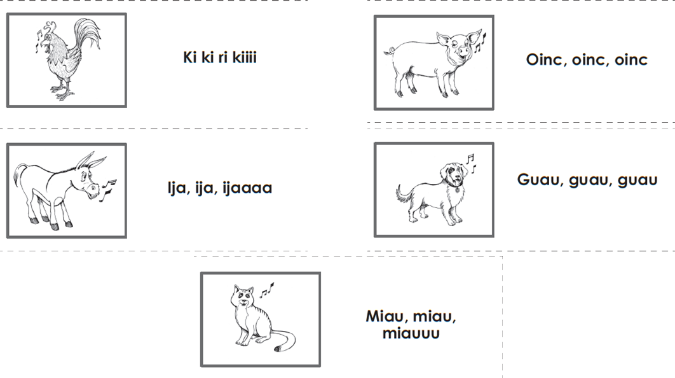 Ki ki ri kiiii
Oinc, oinc, oinc
Ija, ija, ijaaaa
Guau, guau, guau
Miau, miau,
miauuu